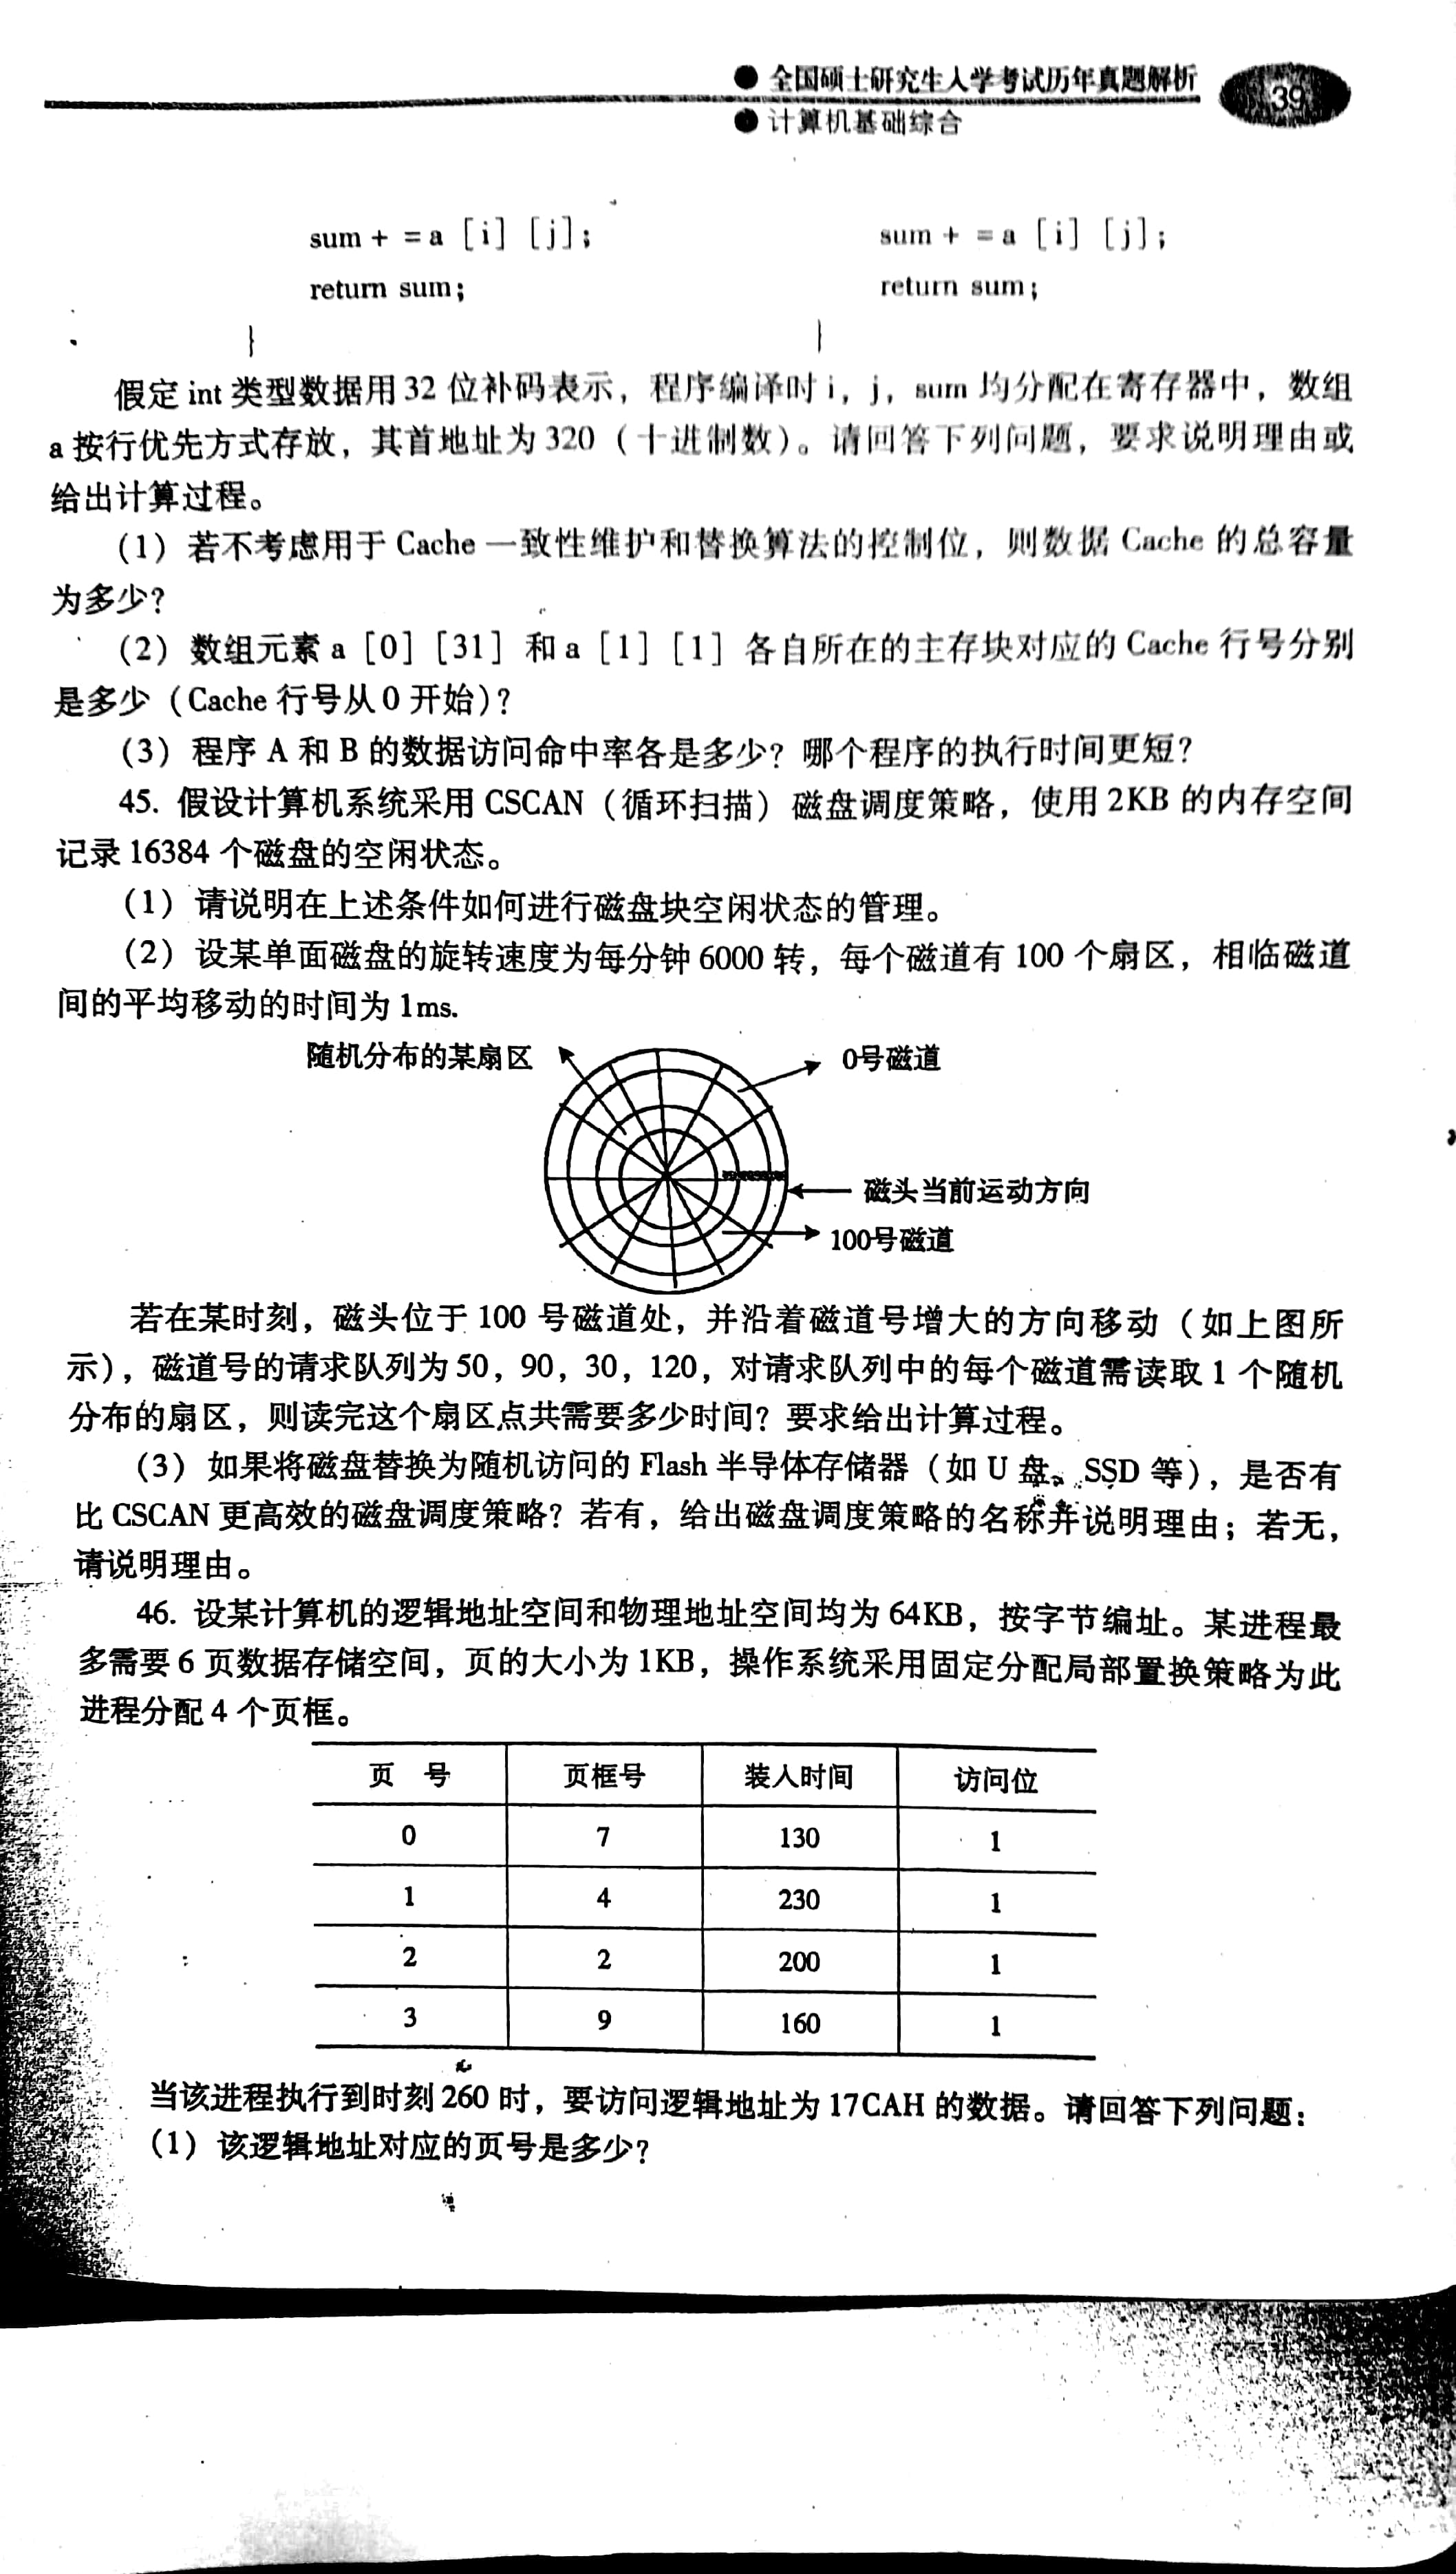 全国硕士研究生入学考试历年真题解析
39
计算机基础综合
sum + = a [i] [j];
sum + = a [i] [j];
return sum;
return sum;
}
}
假定 int 类型数据用 32 位补码表示，程序编译时 i，j，sum 均分配在寄存器中，数组
a 按行优先方式存放，其首地址为 320（十进制数）。请回答下列问题，要求说明理由或
给出计算过程。
（1）若不考虑用于 Cache 一致性维护和替换算法的控制位，则数据 Cache 的总容量
为多少？
（2）数组元素 a [0] [31] 和 a [1] [1] 各自所在的主存块对应的 Cache 行号分别
是多少（Cache 行号从 0 开始）？
（3）程序 A 和 B 的数据访问命中率各是多少？哪个程序的执行时间更短？
45. 假设计算机系统采用 CSCAN（循环扫描）磁盘调度策略，使用 2KB 的内存空间
记录 16384 个磁盘的空闲状态。
（1）请说明在上述条件如何进行磁盘块空闲状态的管理。
（2）设某单面磁盘的旋转速度为每分钟 6000 转，每个磁道有 100 个扇区，相临磁道
间的平均移动的时间为 1ms.
随机分布的某扇区
0号磁道
磁头当前运动方向
100号磁道
若在某时刻，磁头位于 100 号磁道处，并沿着磁道号增大的方向移动（如上图所
示），磁道号的请求队列为 50，90，30，120，对请求队列中的每个磁道需读取 1 个随机
分布的扇区，则读完这个扇区点共需要多少时间？要求给出计算过程。
（3）如果将磁盘替换为随机访问的 Flash 半导体存储器（如 U 盘、SSD 等），是否有
比 CSCAN 更高效的磁盘调度策略？若有，给出磁盘调度策略的名称并说明理由；若无，
请说明理由。
46. 设某计算机的逻辑地址空间和物理地址空间均为 64KB，按字节编址。某进程最
多需要 6 页数据存储空间，页的大小为 1KB，操作系统采用固定分配局部置换策略为此
进程分配 4 个页框。
页 号 页框号 装入时间 访问位
0 7 130 1
1 4 230 1
2 2 200 1
3 9 160 1
当该进程执行到时刻 260 时，要访问逻辑地址为 17CAH 的数据。请回答下列问题：
（1）该逻辑地址对应的页号是多少？